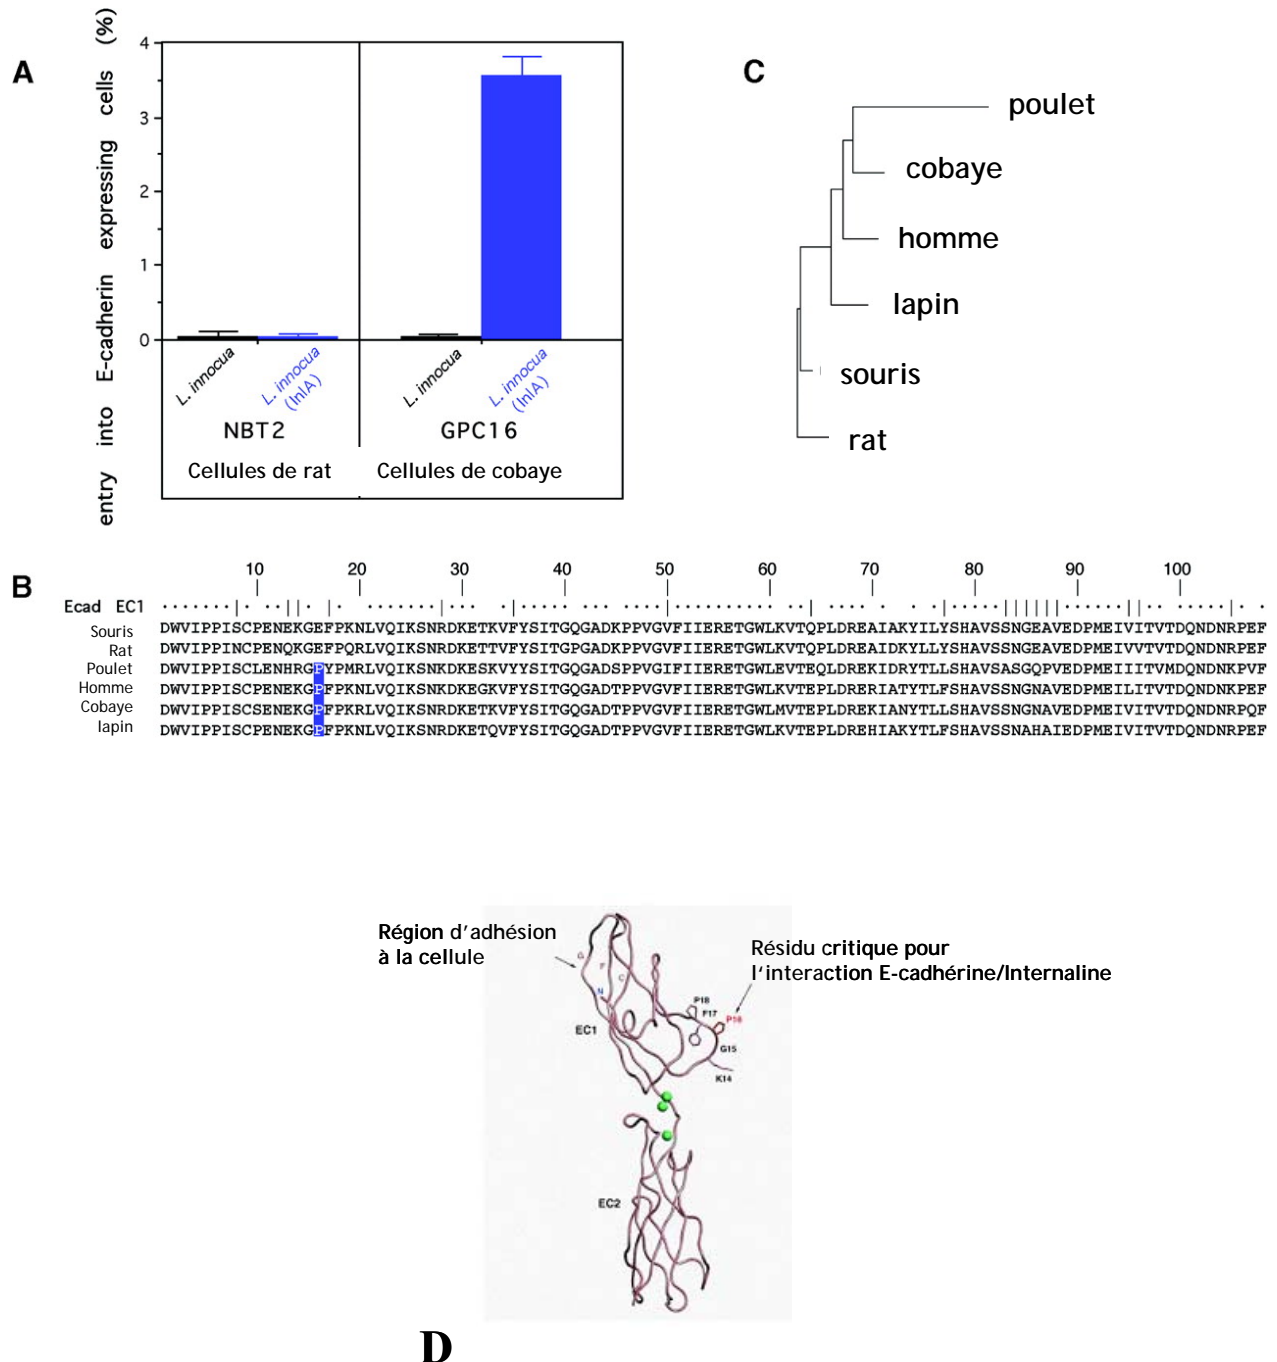 A
entry into E-cadherin expressing cells (%)
4
3
2
1
0
L. innocua
L. innocua
(InlA)
L. innocua
L. innocua
(InlA)
NBT2
GPC16
Cellules de rat
Cellules de cobaye
C
poulet
cobaye
homme
lapin
souris
rat
B
10 20 30 40 50 60 70 80 90 100
Ecad EC1
Souris DWVIPPISCPENEKGEFPKNLVQIKSNRDKETKVFYSITGQGADKPPVGVFIIERETGWLKVTQPLDREAIAKYILYSHAVSSNGEAVEDPMEIVITVTDQNDNRPEF
Rat DWVIPPINCPENQKGEFPQRLVQIKSNRDKETTVFYSITGPGADKPPVGVFIIERETGWLKVTQPLDREAIDKYLLYSHAVSSNGEAVEDPMEIVITVTDQNDNRPEF
Poulet DWVIPPISCLENHRGPYPMRLVQIKSNKDKESKVYYSITGQGADSPPVGIFIIERETGWLEVTEQLDREKIDRYTLLSHAVSASGQPVEDPMEIIITVMDQNDNKPVF
Homme DWVIPPISCPENEKGPFPKNLVQIKSNKDKEGKVFYSITGQGADTPPVGVFIIERETGWLKVTEPLDRERIATYTLFSHAVSSNGNAVEDPMEILITVTDQNDNKPEF
Cobaye DWVIPPISCSENEKGPFPKRLVQIKSNRDKETKVFYSITGQGADTPPVGVFIIERETGWLMVTEPLDREKIANYTLLSHAVSSNGNAVEDPMEIVITVTDQNDNRPQF
lapin DWVIPPISCPENEKGPFPKNLVQIKSNRDKETQVFYSITGQGADTPPVGVFIIERETGWLKVTEPLDREHIAKYTLFSHAVSSNAHAIEDPMEIVITVTDQNDNRPEF
Région d'adhésion
à la cellule
Résidu critique pour
l'interaction E-cadhérine/Internaline
G
F
C
N
P18
F17
P16
EC1
G15
K14
EC2
D